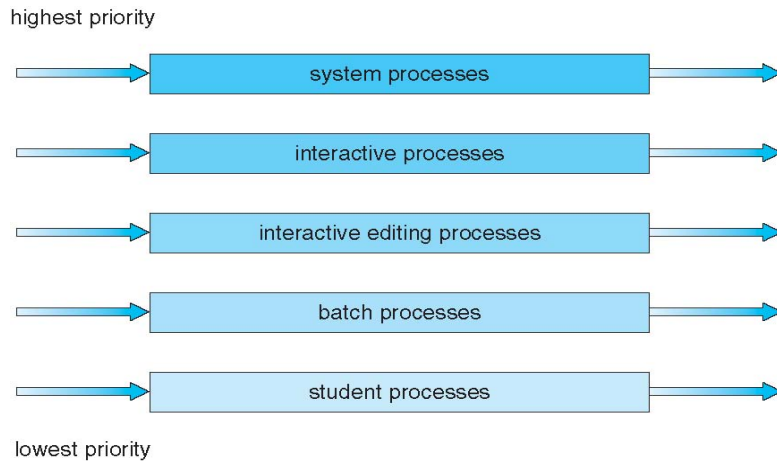 highest priority
system processes
interactive processes
interactive editing processes
batch processes
student processes
lowest priority